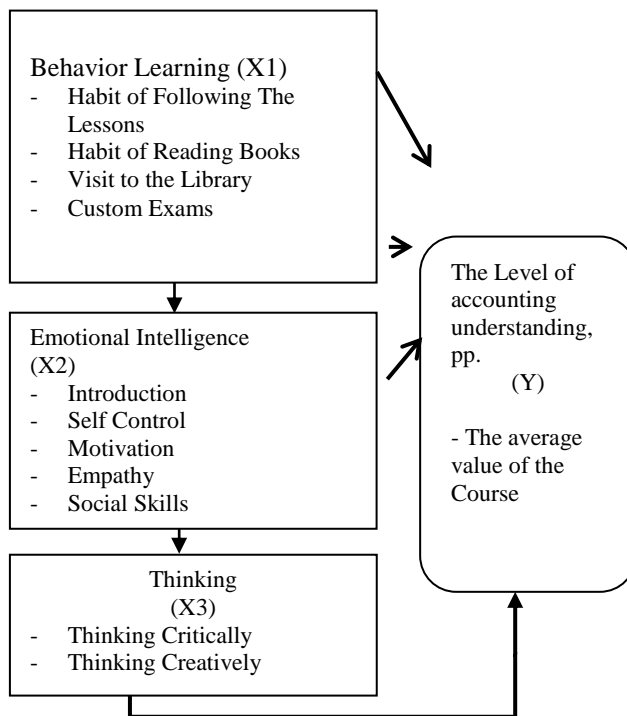 Behavior Learning (X1)
- Habit of Following The
Lessons
- Habit of Reading Books
- Visit to the Library
- Custom Exams
Emotional Intelligence
(X2)
- Introduction
- Self Control
- Motivation
- Empathy
- Social Skills
Thinking
(X3)
- Thinking Critically
- Thinking Creatively
The Level of
accounting
understanding,
pp.
(Y)
- The average
value of the
Course